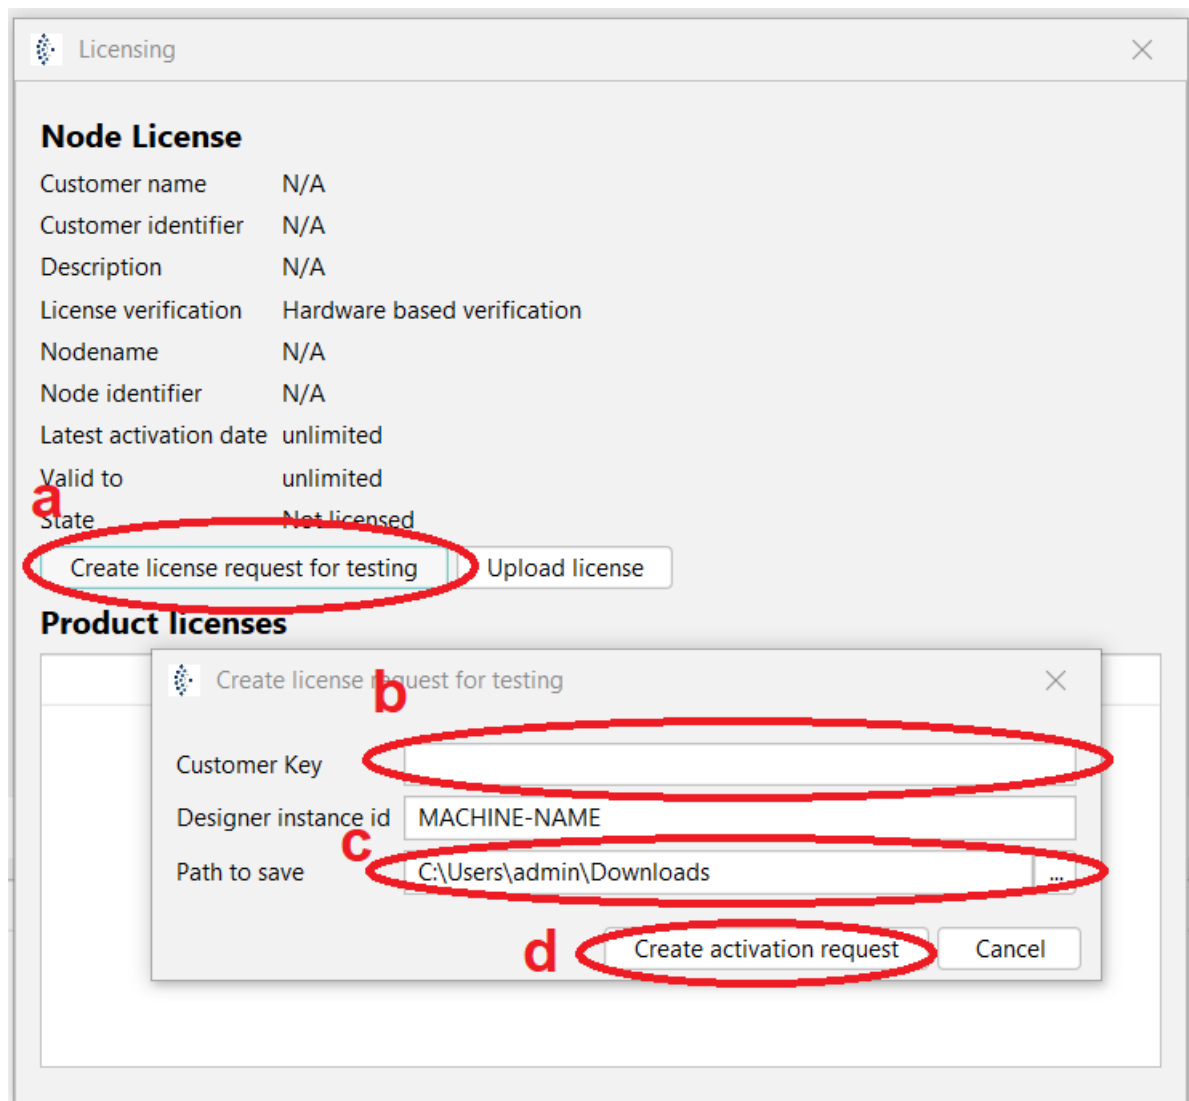 Licensing
Node License
Customer name N/A
Customer identifier N/A
Description N/A
License verification Hardware based verification
Nodename N/A
Node identifier N/A
Latest activation date unlimited
Valid to unlimited
a
State Not licensed
Create license request for testing Upload license
Product licenses
Create license request for testing
b
Customer Key
Designer instance id MACHINE-NAME
c
Path to save C:\Users\admin\Downloads ...
d Create activation request Cancel